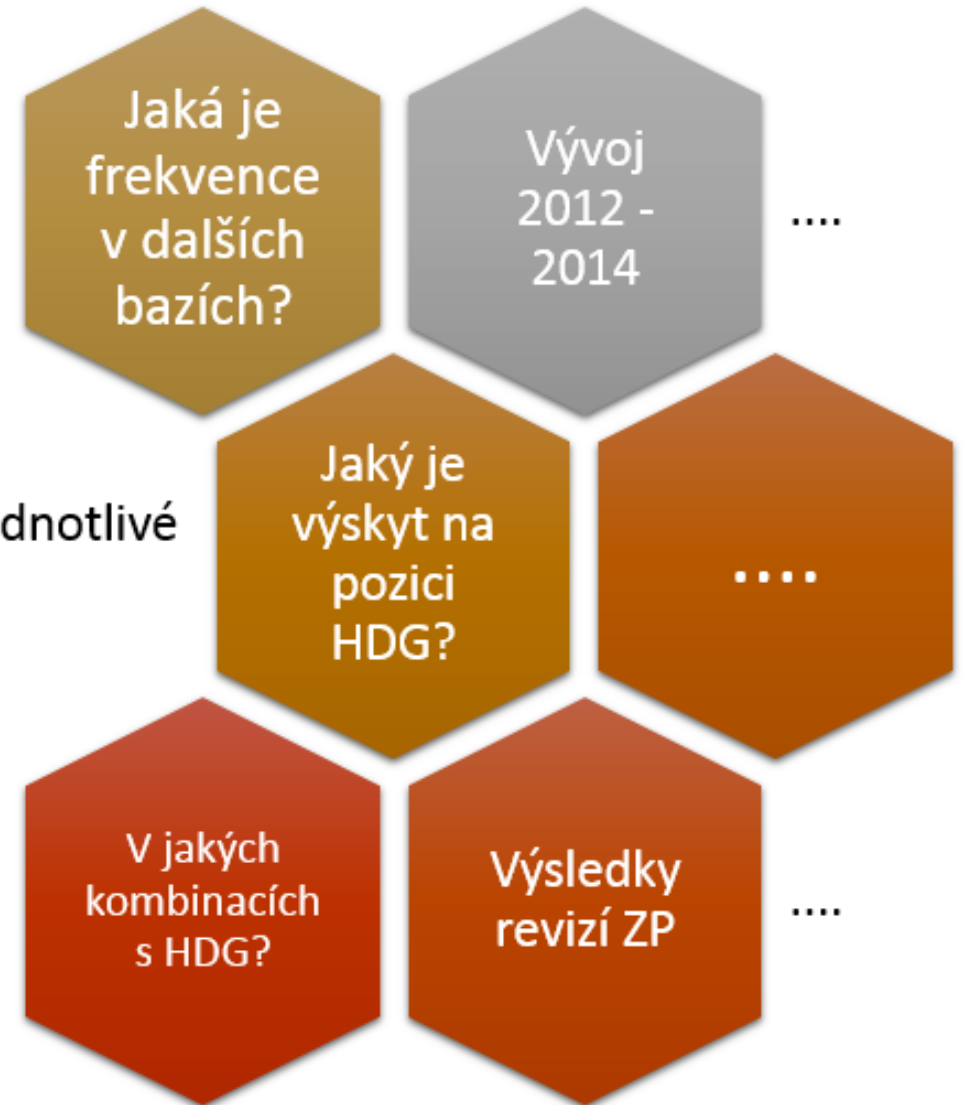 Jaká je
frekvence
v dalších
bazích?
Vývoj
2012 -
2014
....
dnotlivé
Jaký je
výskyt na
pozici
HDG?
....
V jakých
kombinacích
s HDG?
Výsledky
revizí ZP
....